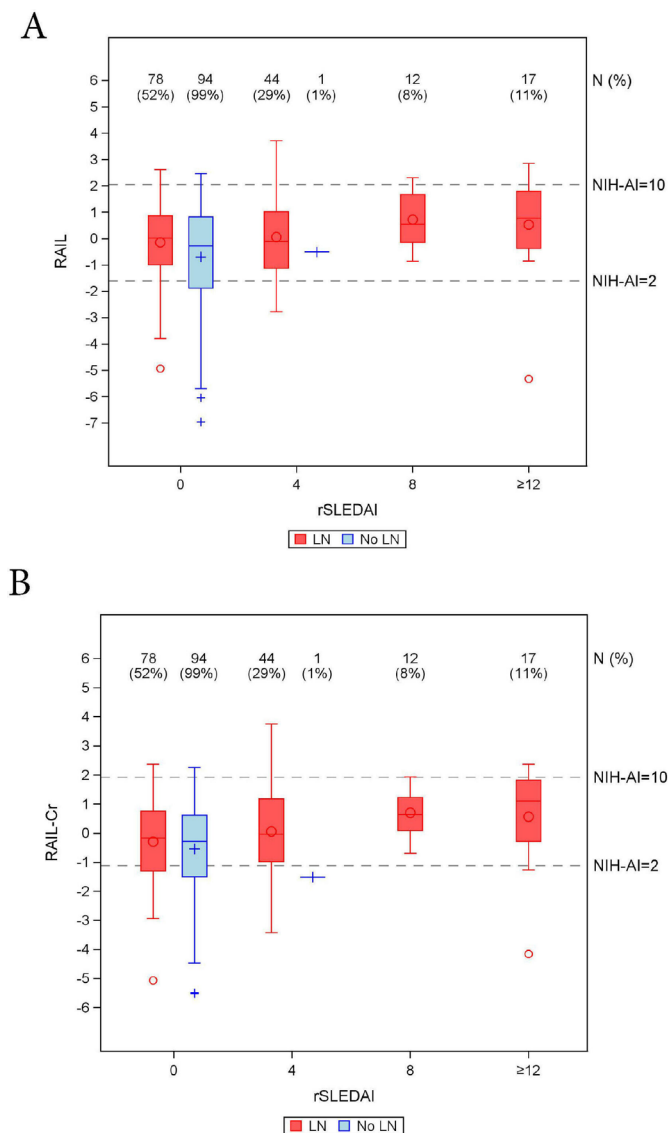 A
78 94 44 1 12 17 N (%)
(52%) (99%) (29%) (1%) (8%) (11%)
6
5
4
3
2 NIH-AI=10
1
0
-1
-2 NIH-AI=2
-3
-4
-5
-6
-7
RAIL
0 4 8 ≥12
rSLEDAI
LN No LN
B
78 94 44 1 12 17 N (%)
(52%) (99%) (29%) (1%) (8%) (11%)
6
5
4
3
2 NIH-AI=10
1
0
-1 NIH-AI=2
-2
-3
-4
-5
-6
RAIL-Cr
0 4 8 ≥12
rSLEDAI
LN No LN